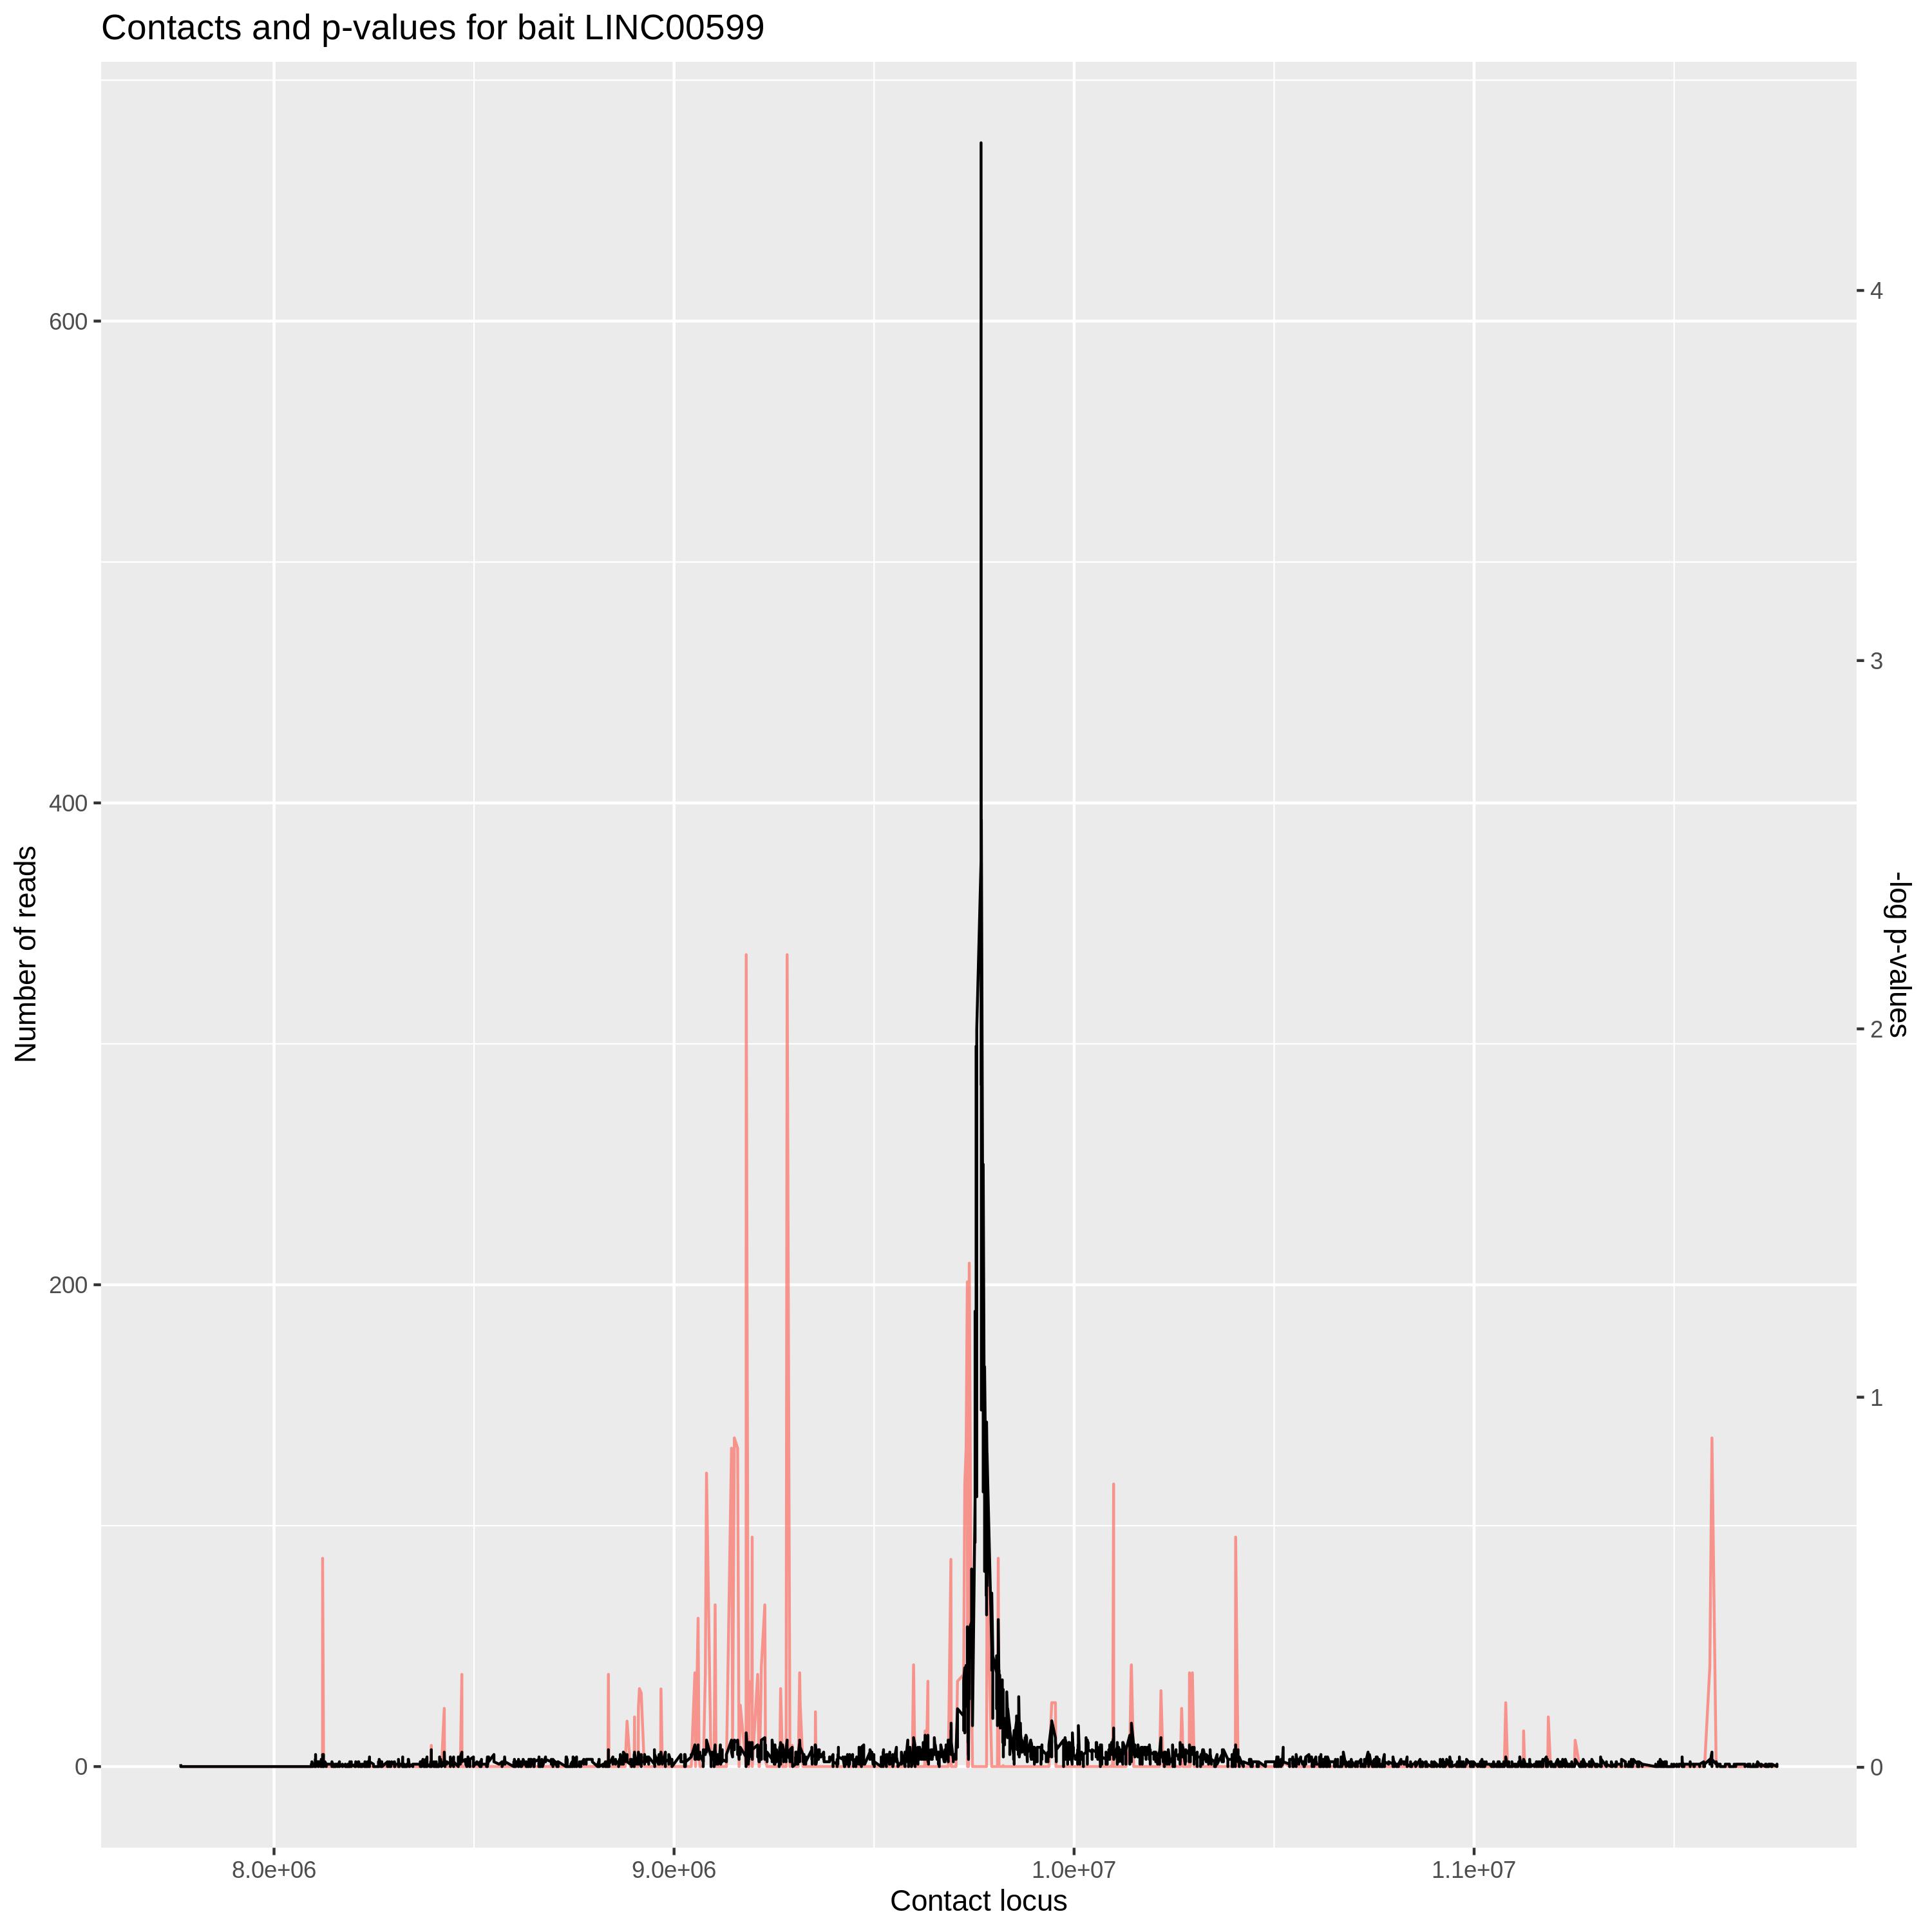 Contacts and p-values for bait LINC00599
Number of reads
600
400
200
0
4
3
2
1
0
-log p-values
8.0e+06
9.0e+06
1.0e+07
1.1e+07
Contact locus